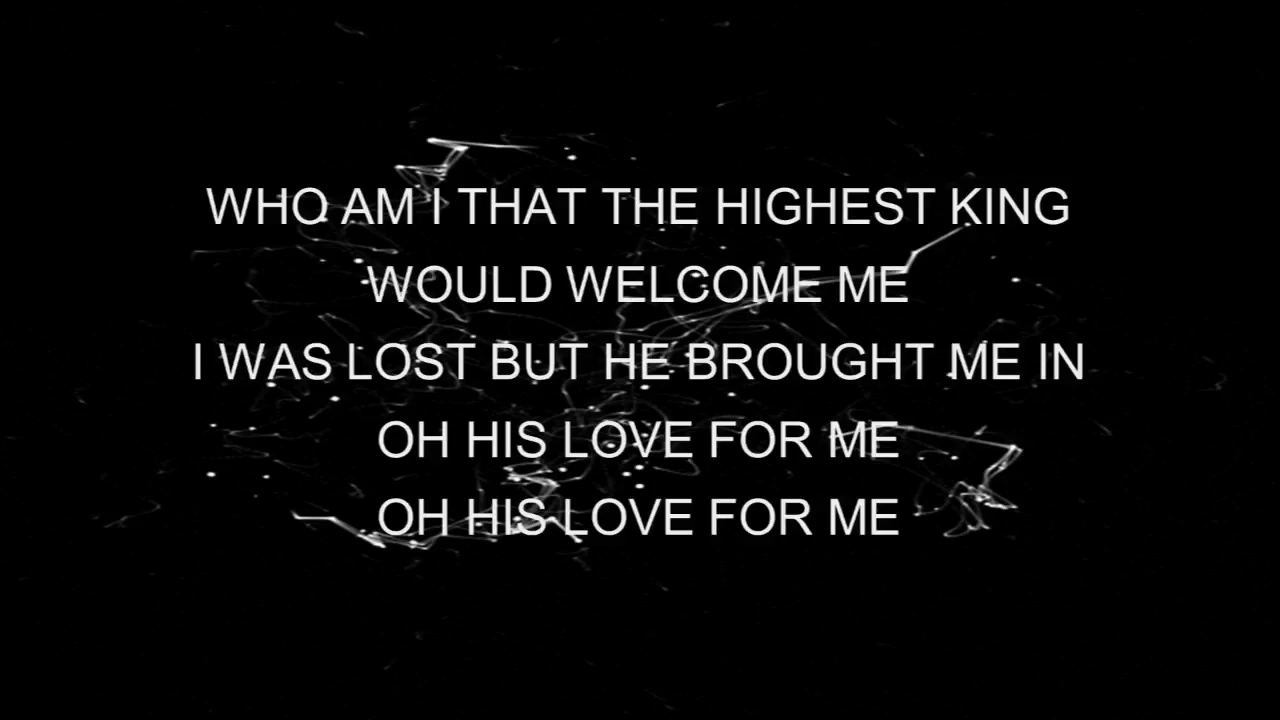 WHO AM I THAT THE HIGHEST KING
WOULD WELCOME ME
I WAS LOST BUT HE BROUGHT ME IN
OH HIS LOVE FOR ME
OH HIS LOVE FOR ME